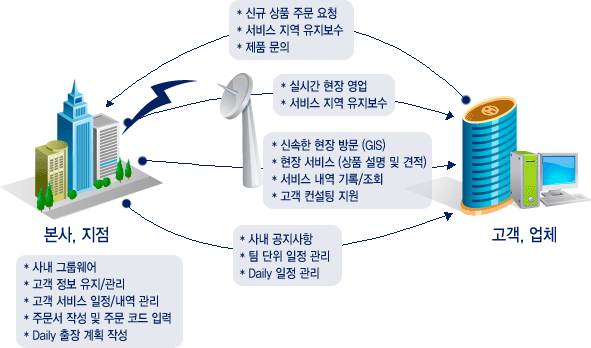 * 신규 상품 주문 요청
* 서비스 지역 유지보수
* 제품 문의
* 실시간 현장 영업
* 서비스 지역 유지보수
* 신속한 현장 방문 (GIS)
* 현장 서비스 (상품 설명 및 견적)
* 서비스 내역 기록/조회
* 고객 컨설팅 지원
본사, 지점
고객, 업체
* 사내 공지사항
* 팀 단위 일정 관리
* Daily 일정 관리
* 사내 그룹웨어
* 고객 정보 유지/관리
* 고객 서비스 일정/내역 관리
* 주문서 작성 및 주문 코드 입력
* Daily 출장 계획 작성